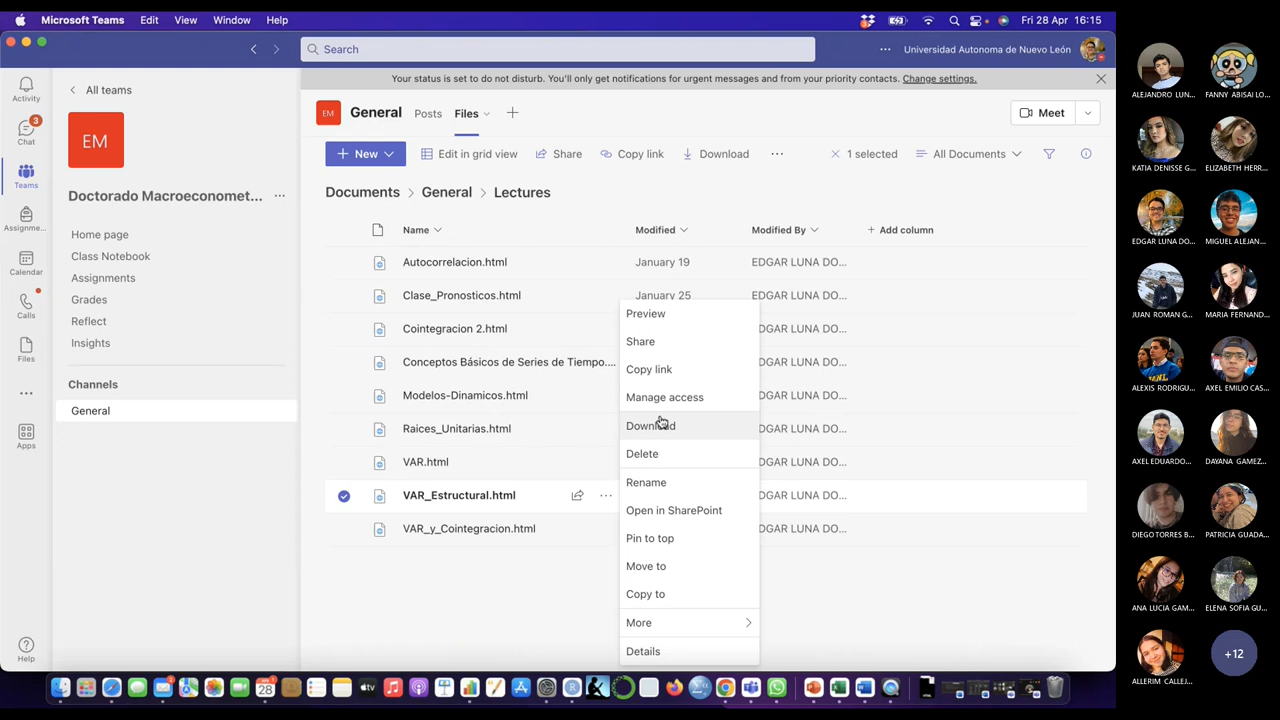 Microsoft Teams Edit View Window Help
Fri 28 Apr 16:15
Search
Universidad Autonoma de Nuevo León
Your status is set to do not disturb. You'll only get notifications for urgent messages and from your priority contacts. Change settings.
Activity
Chat
3
Teams
Assignme...
Calendar
Calls
Files
Apps
Help
All teams
EM
Doctorado Macroeconomet...
Home page
Class Notebook
Assignments
Grades
Reflect
Insights
Channels
General
EM General Posts Files
Meet
New Edit in grid view Share Copy link Download 1 selected All Documents
Documents > General > Lectures
Name Modified Modified By Add column
Autocorrelacion.html January 19 EDGAR LUNA DO...
Clase_Pronosticos.html January 25 EDGAR LUNA DO...
Cointegracion 2.html EDGAR LUNA DO...
Conceptos Básicos de Series de Tiempo.... EDGAR LUNA DO...
Modelos-Dinamicos.html EDGAR LUNA DO...
Raices_Unitarias.html EDGAR LUNA DO...
VAR.html EDGAR LUNA DO...
VAR_Estructural.html EDGAR LUNA DO...
VAR_y_Cointegracion.html EDGAR LUNA DO...
Preview
Share
Copy link
Manage access
Download
Delete
Rename
Open in SharePoint
Pin to top
Move to
Copy to
More
Details
ALEJANDRO LUN... FANNY ABISAI LO...
KATIA DENISSE G... ELIZABETH HERR...
EDGAR LUNA DO... MIGUEL ALEJAN...
JUAN ROMAN G... MARIA FERNAND...
ALEXIS RODRIGU... AXEL EMILIO CAS...
AXEL EDUARDO... DAYANA GAMEZ...
DIEGO TORRES B... PATRICIA GUADA...
ANA LUCIA GAM... ELENA SOFIA GU...
ALLERIM CALLEJ...
+12